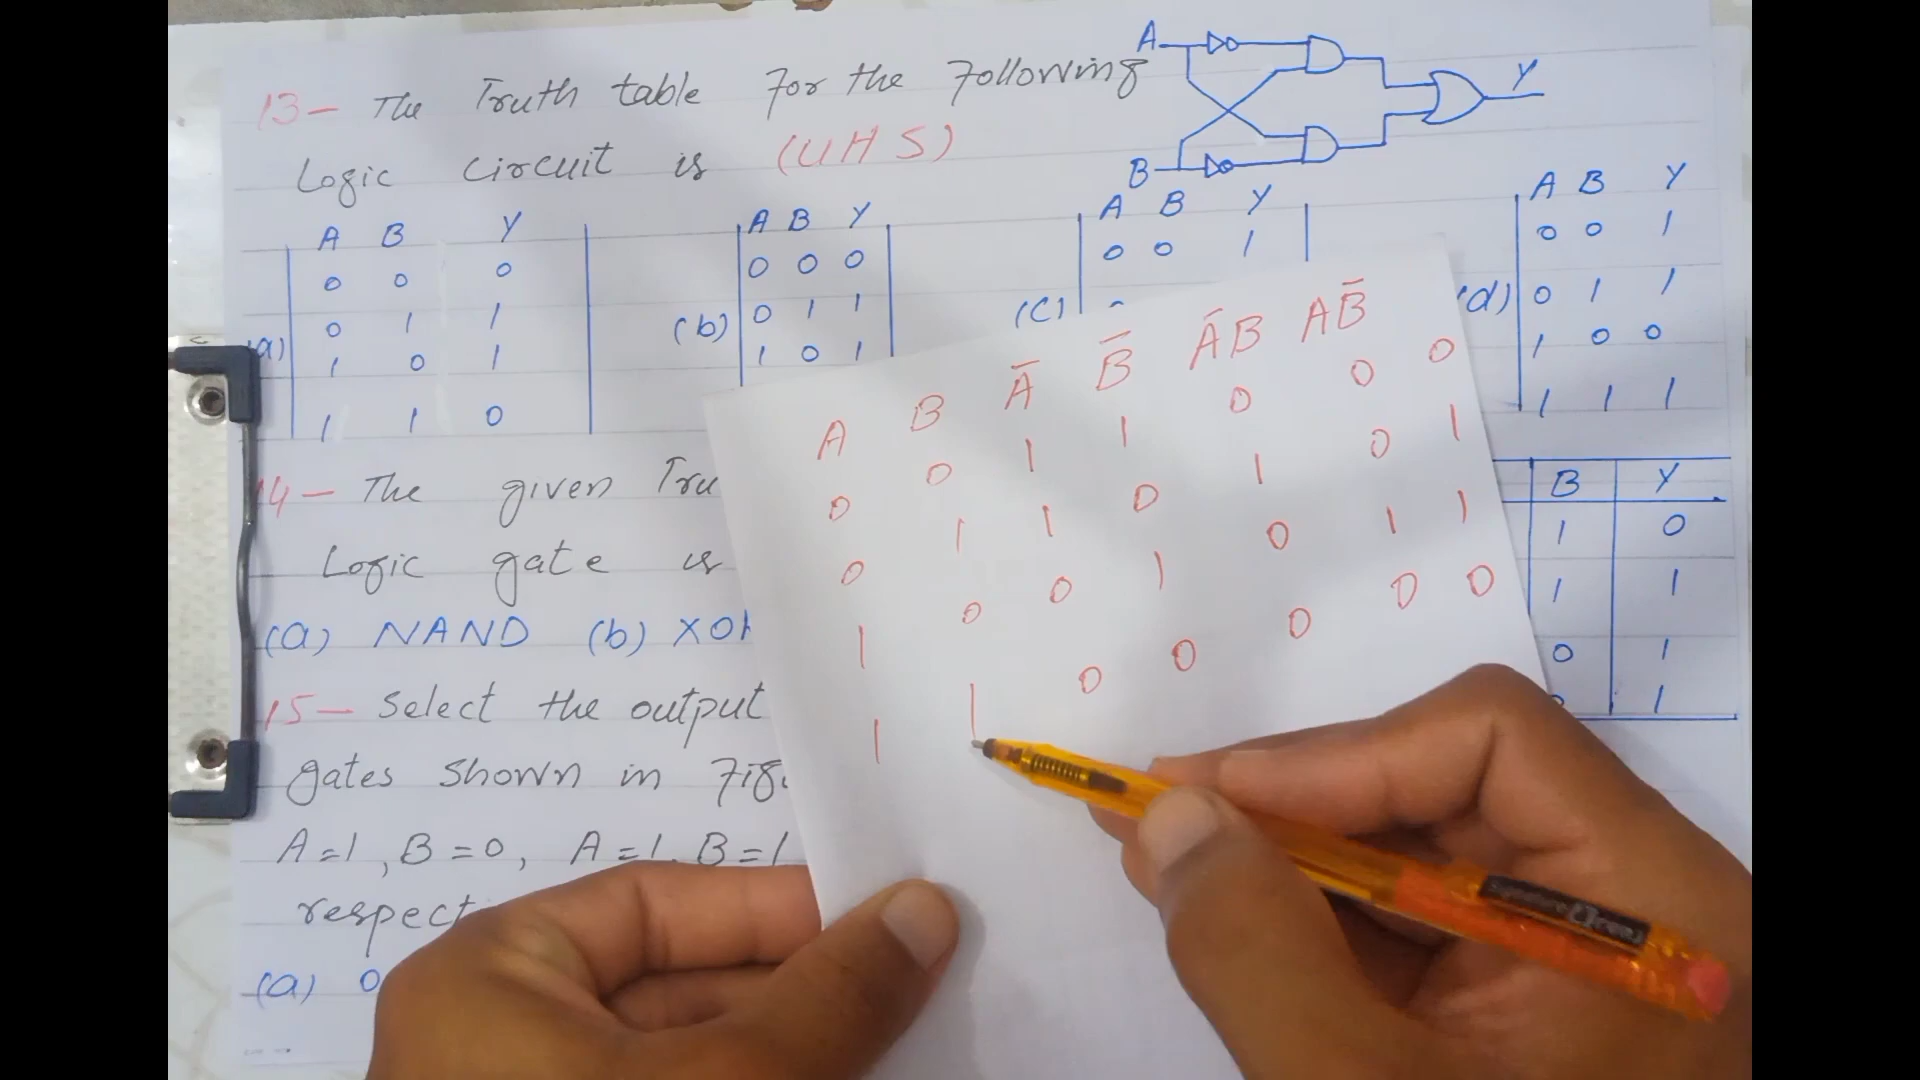 13- The Truth table for the following
Logic circuit is (UHS)
A
B
Y
(a)
A B Y
0 0 0
0 1 1
1 0 1
1 1 0
(b)
A B Y
0 0 0
0 1 1
1 0 1
(c)
A B Y
0 0 1
(d)
A B Y
0 0 1
0 1 1
1 0 0
1 1 1
A B Ā B̄ ĀB AB̄
0 0 1 1 0 0 0
0 1 1 0 1 0 1
1 0 0 1 0 1 1
1 1 0 0 0 0 0
14- The given
Logic gate is
(a) NAND (b)
B Y
1 0
1 1
0 1
1
15- Select the output
gates shown in
A=1, B=0, A=1, B=1
(a) 0